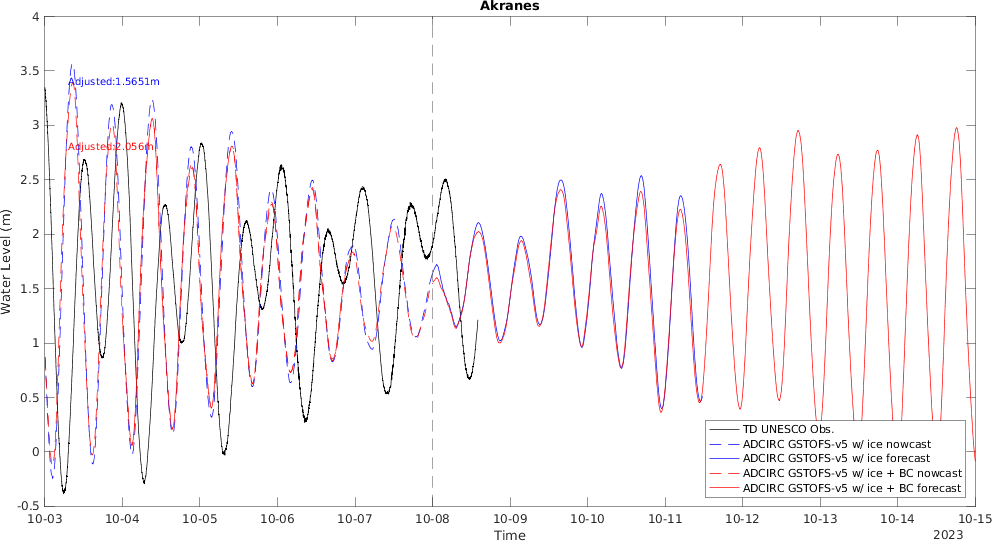 Akranes
4
3.5
3
2.5
2
1.5
1
0.5
0
-0.5
Water Level (m)
Adjusted:1.5651m
Adjusted:2.056m
TD UNESCO Obs.
ADCIRC GSTOFS-v5 w/ ice nowcast
ADCIRC GSTOFS-v5 w/ ice forecast
ADCIRC GSTOFS-v5 w/ ice + BC nowcast
ADCIRC GSTOFS-v5 w/ ice + BC forecast
10-03 10-04 10-05 10-06 10-07 10-08 10-09 10-10 10-11 10-12 10-13 10-14 10-15
Time
2023